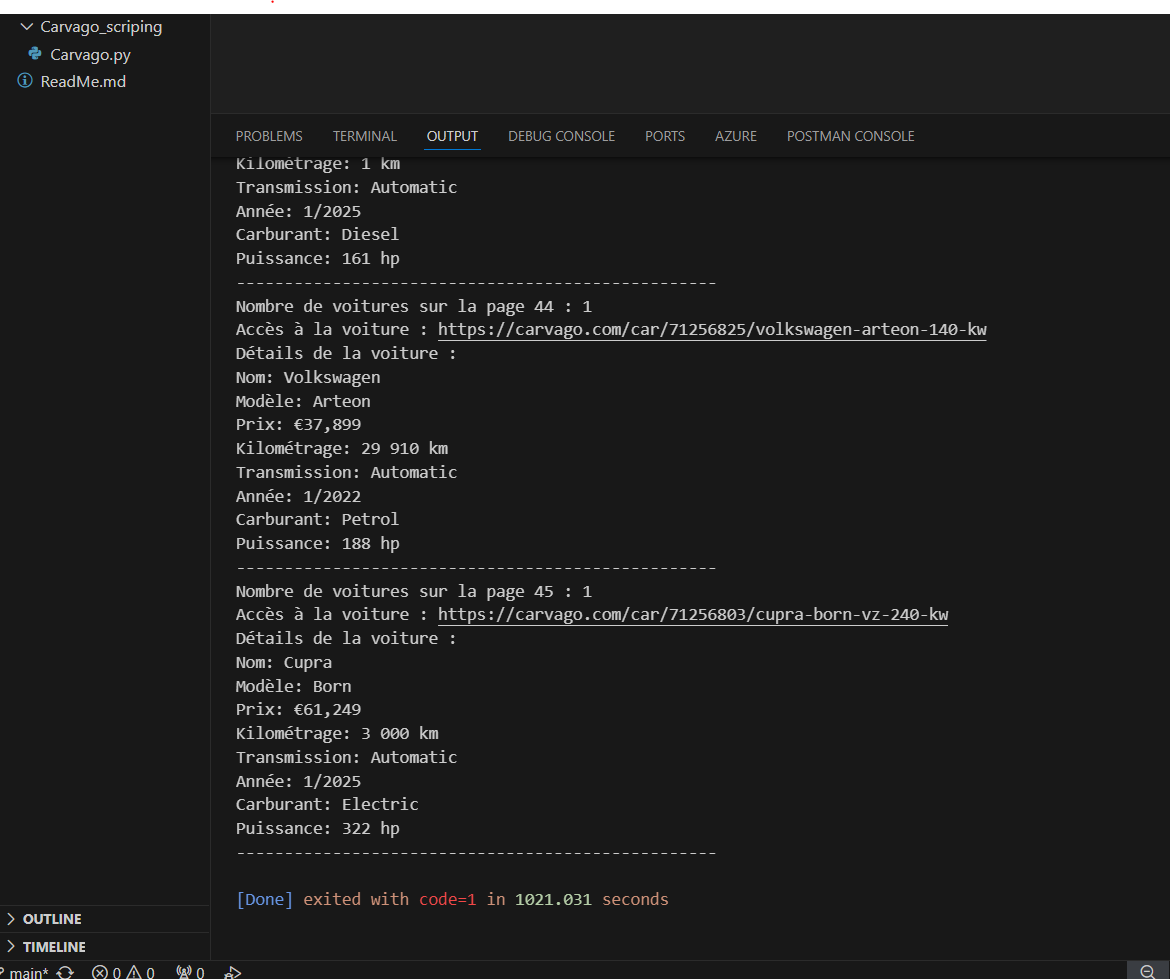 Carvago_scriping
Carvago.py
ReadMe.md
PROBLEMS TERMINAL OUTPUT DEBUG CONSOLE PORTS AZURE POSTMAN CONSOLE
Kilométrage: 1 km
Transmission: Automatic
Année: 1/2025
Carburant: Diesel
Puissance: 161 hp
--------------------------------------------------
Nombre de voitures sur la page 44 : 1
Accès à la voiture : https://carvago.com/car/71256825/volkswagen-arteon-140-kw
Détails de la voiture :
Nom: Volkswagen
Modèle: Arteon
Prix: €37,899
Kilométrage: 29 910 km
Transmission: Automatic
Année: 1/2022
Carburant: Petrol
Puissance: 188 hp
--------------------------------------------------
Nombre de voitures sur la page 45 : 1
Accès à la voiture : https://carvago.com/car/71256803/cupra-born-vz-240-kw
Détails de la voiture :
Nom: Cupra
Modèle: Born
Prix: €61,249
Kilométrage: 3 000 km
Transmission: Automatic
Année: 1/2025
Carburant: Electric
Puissance: 322 hp
--------------------------------------------------
[Done] exited with code=1 in 1021.031 seconds
OUTLINE
TIMELINE
main* 0 0 0